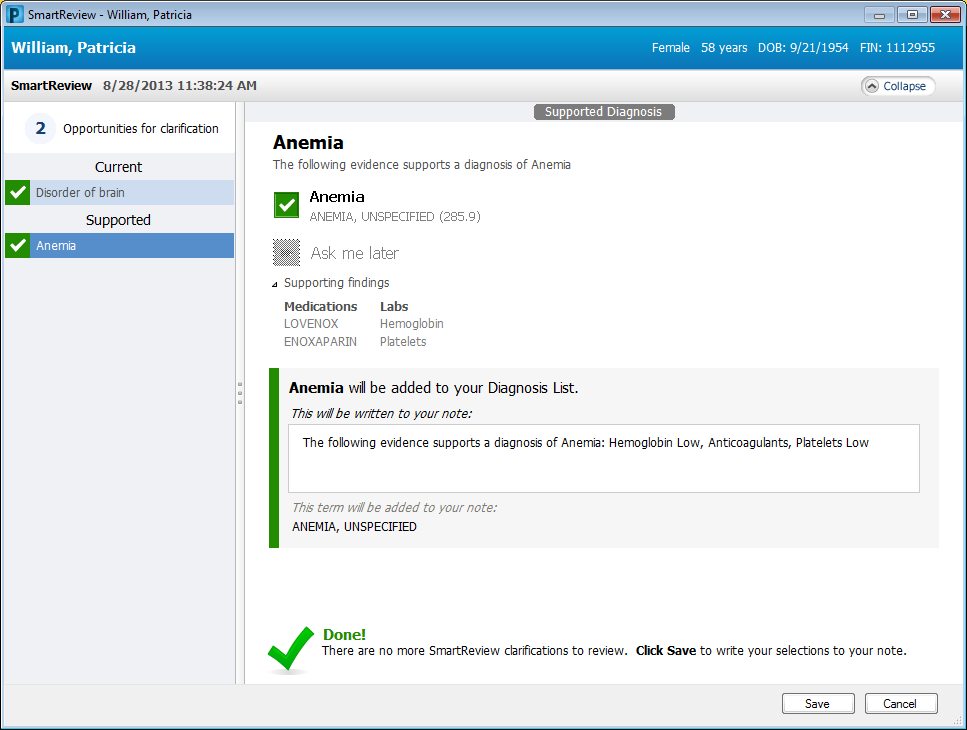 P SmartReview - William, Patricia
William, Patricia
Female 58 years DOB: 9/21/1954 FIN: 1112955
SmartReview 8/28/2013 11:38:24 AM
Collapse
2 Opportunities for clarification
Current
Disorder of brain
Supported
Anemia
Supported Diagnosis
Anemia
The following evidence supports a diagnosis of Anemia
Anemia
ANEMIA, UNSPECIFIED (285.9)
Ask me later
Supporting findings
Medications Labs
LOVENOX Hemoglobin
ENOXAPARIN Platelets
Anemia will be added to your Diagnosis List.
This will be written to your note:
The following evidence supports a diagnosis of Anemia: Hemoglobin Low, Anticoagulants, Platelets Low
This term will be added to your note:
ANEMIA, UNSPECIFIED
Done!
There are no more SmartReview clarifications to review. Click Save to write your selections to your note.
Save Cancel